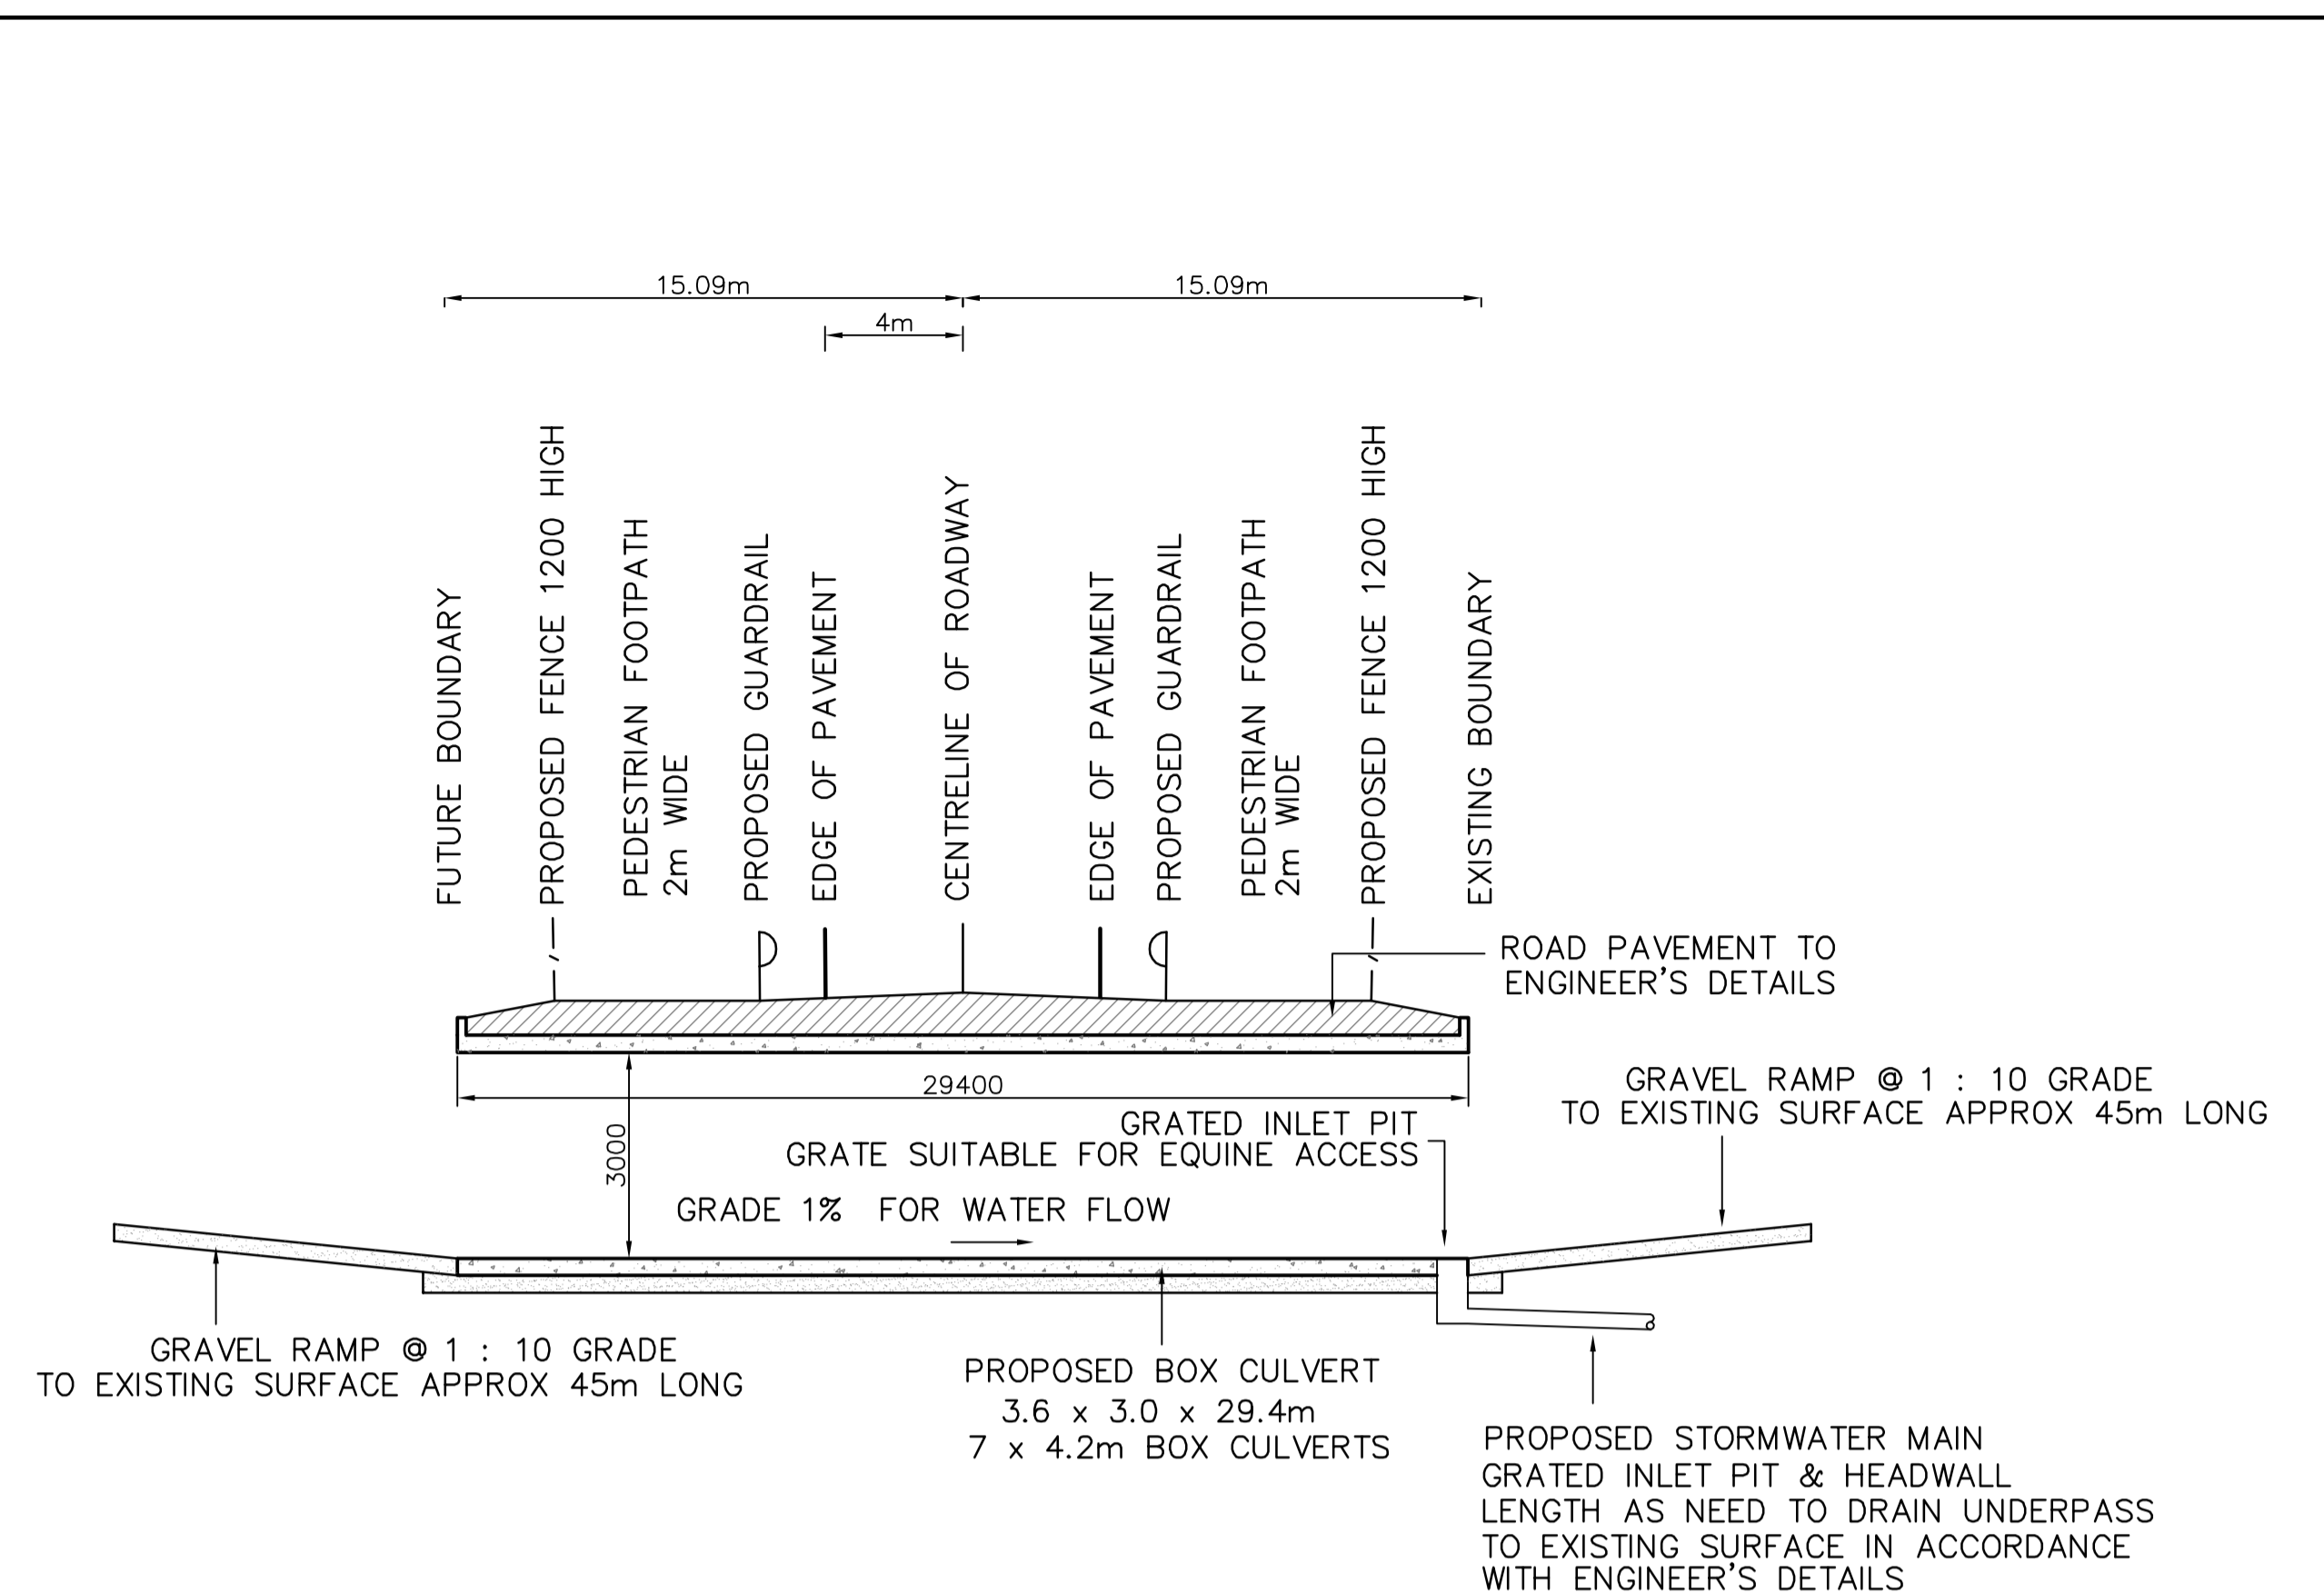 15.09m
15.09m
4m
FUTURE BOUNDARY
PROPOSED FENCE 1200 HIGH
PEDESTRIAN FOOTPATH
2m WIDE
PROPOSED GUARDRAIL
EDGE OF PAVEMENT
CENTRELINE OF ROADWAY
EDGE OF PAVEMENT
PROPOSED GUARDRAIL
PEDESTRIAN FOOTPATH
2m WIDE
PROPOSED FENCE 1200 HIGH
EXISTING BOUNDARY
ROAD PAVEMENT TO
ENGINEER'S DETAILS
29400
3000
GRATED INLET PIT
GRATE SUITABLE FOR EQUINE ACCESS
GRAVEL RAMP @ 1 : 10 GRADE
TO EXISTING SURFACE APPROX 45m LONG
GRADE 1% FOR WATER FLOW
GRAVEL RAMP @ 1 : 10 GRADE
TO EXISTING SURFACE APPROX 45m LONG
PROPOSED BOX CULVERT
3.6 x 3.0 x 29.4m
7 x 4.2m BOX CULVERTS
PROPOSED STORMWATER MAIN
GRATED INLET PIT & HEADWALL
LENGTH AS NEED TO DRAIN UNDERPASS
TO EXISTING SURFACE IN ACCORDANCE
WITH ENGINEER'S DETAILS